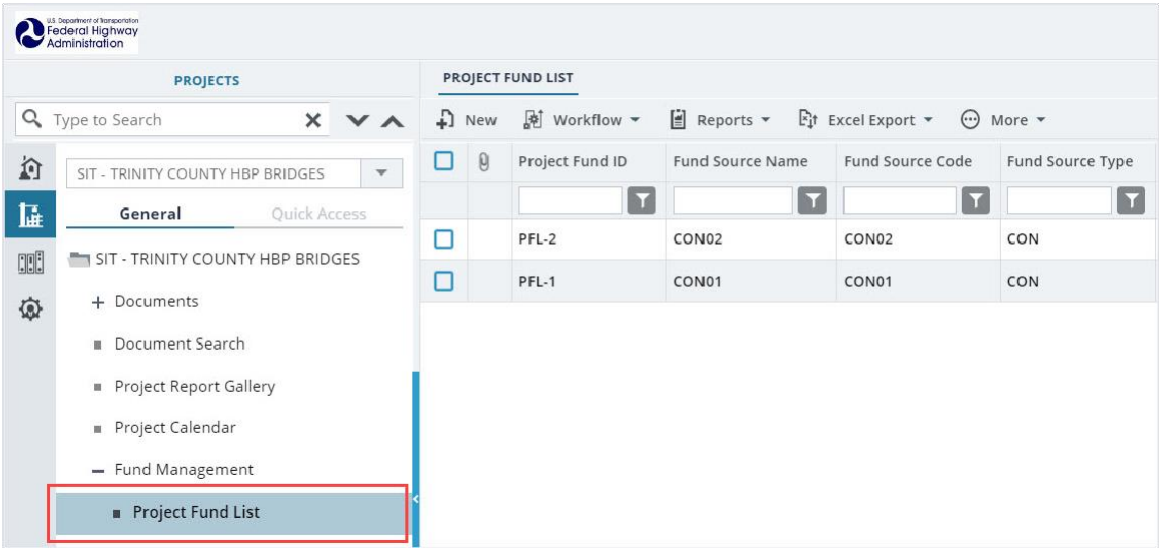 U.S. Department of Transportation
Federal Highway
Administration
PROJECTS
Type to Search
SIT - TRINITY COUNTY HBP BRIDGES
General Quick Access
SIT - TRINITY COUNTY HBP BRIDGES
Documents
Document Search
Project Report Gallery
Project Calendar
Fund Management
Project Fund List
PROJECT FUND LIST
New Workflow Reports Excel Export More
Project Fund ID Fund Source Name Fund Source Code Fund Source Type
PFL-2 CON02 CON02 CON
PFL-1 CON01 CON01 CON